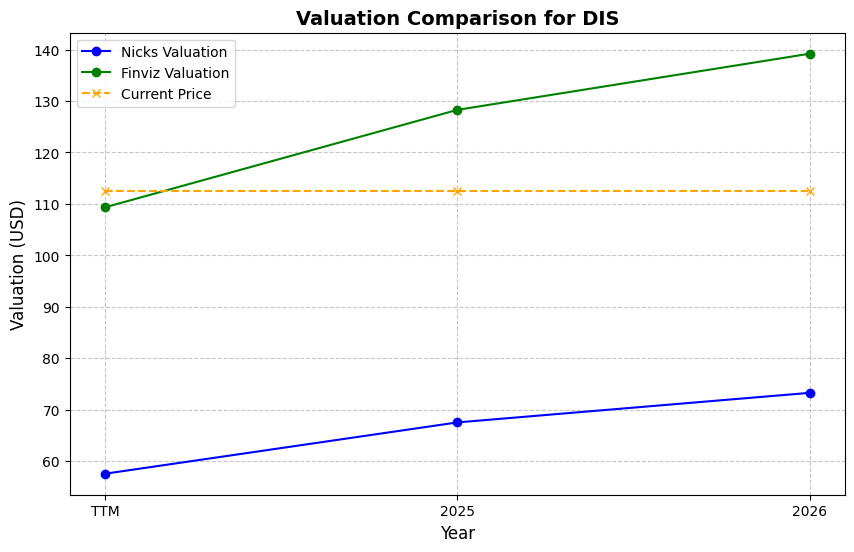 Valuation Comparison for DIS
Nicks Valuation
Finviz Valuation
Current Price
Valuation (USD)
140
130
120
110
100
90
80
70
60
TTM
2025
2026
Year